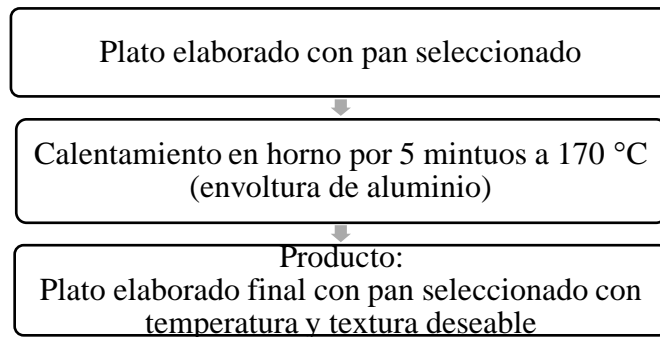 Plato elaborado con pan seleccionado
Calentamiento en horno por 5 mintuos a 170 °C
(envoltura de aluminio)
Producto:
Plato elaborado final con pan seleccionado con
temperatura y textura deseable